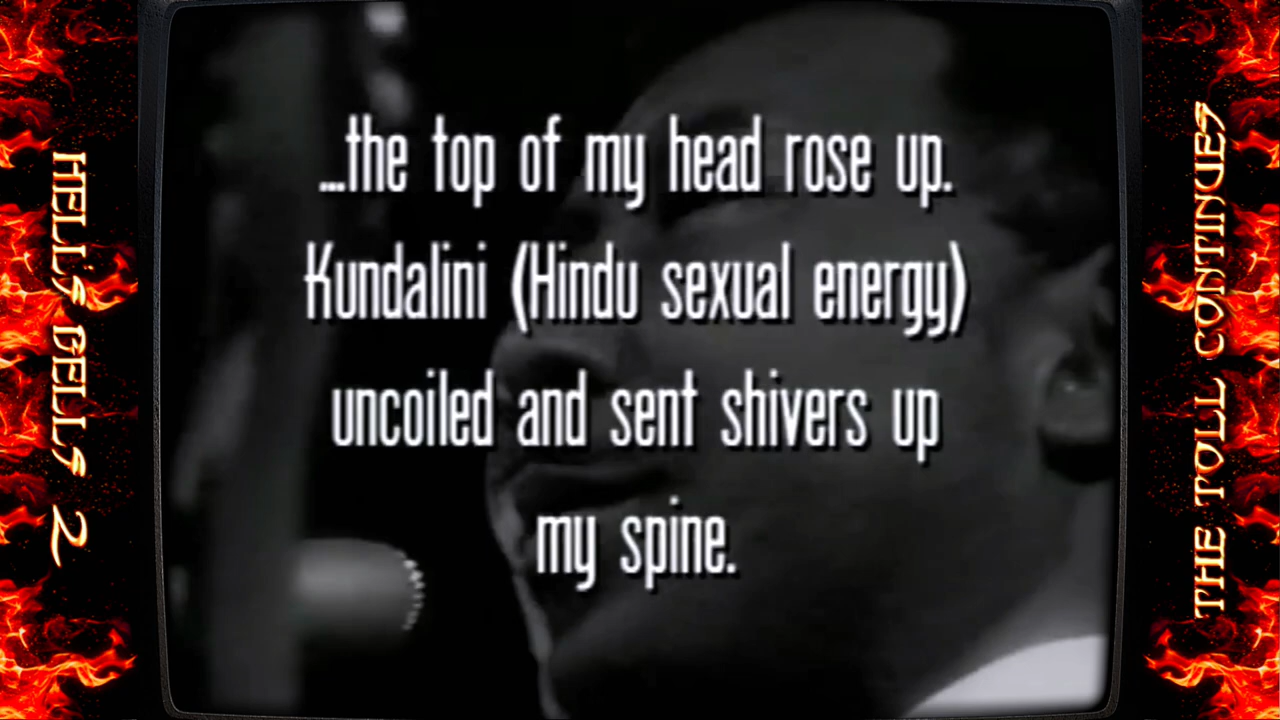 HELL'S BELLS 2
...the top of my head rose up.
Kundalini (Hindu sexual energy)
uncoiled and sent shivers up
my spine.
THE TOLL CONTINUES